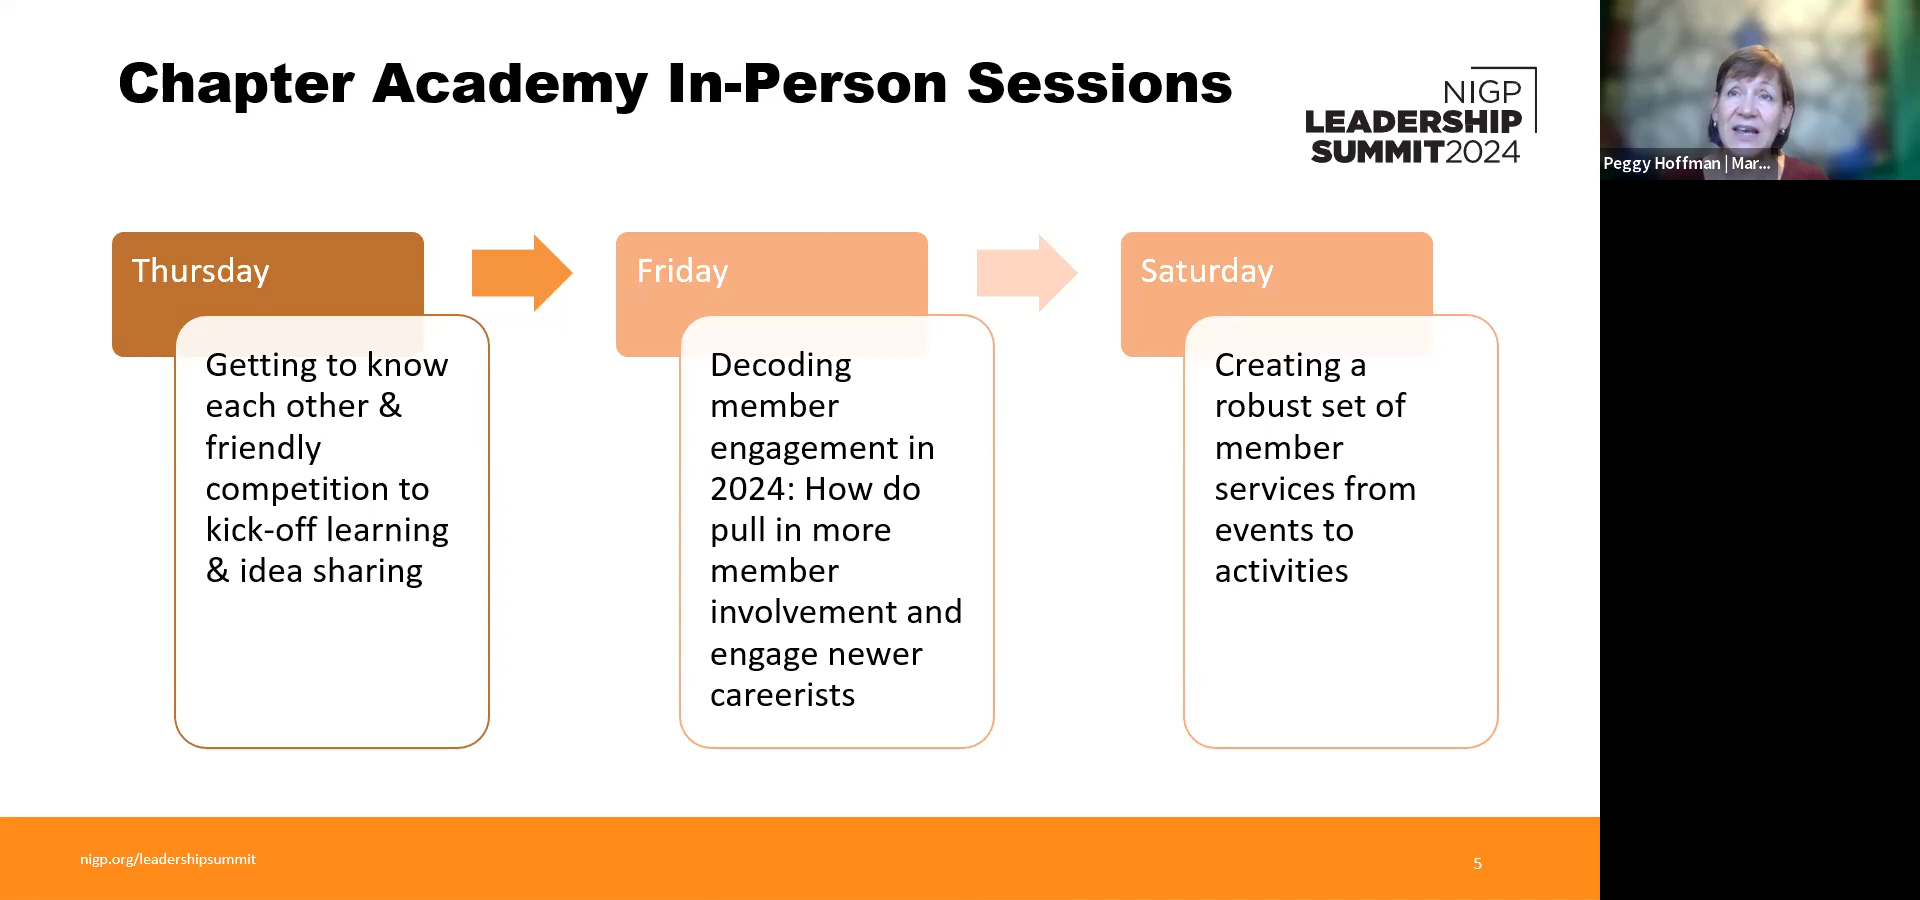 Chapter Academy In-Person Sessions
NIGP
LEADERSHIP
SUMMIT2024
Peggy Hoffman | Mar...
Thursday
Getting to know
each other &
friendly
competition to
kick-off learning
& idea sharing
Friday
Decoding
member
engagement in
2024: How do
pull in more
member
involvement and
engage newer
careerists
Saturday
Creating a
robust set of
member
services from
events to
activities
nigp.org/leadershipsummit
5